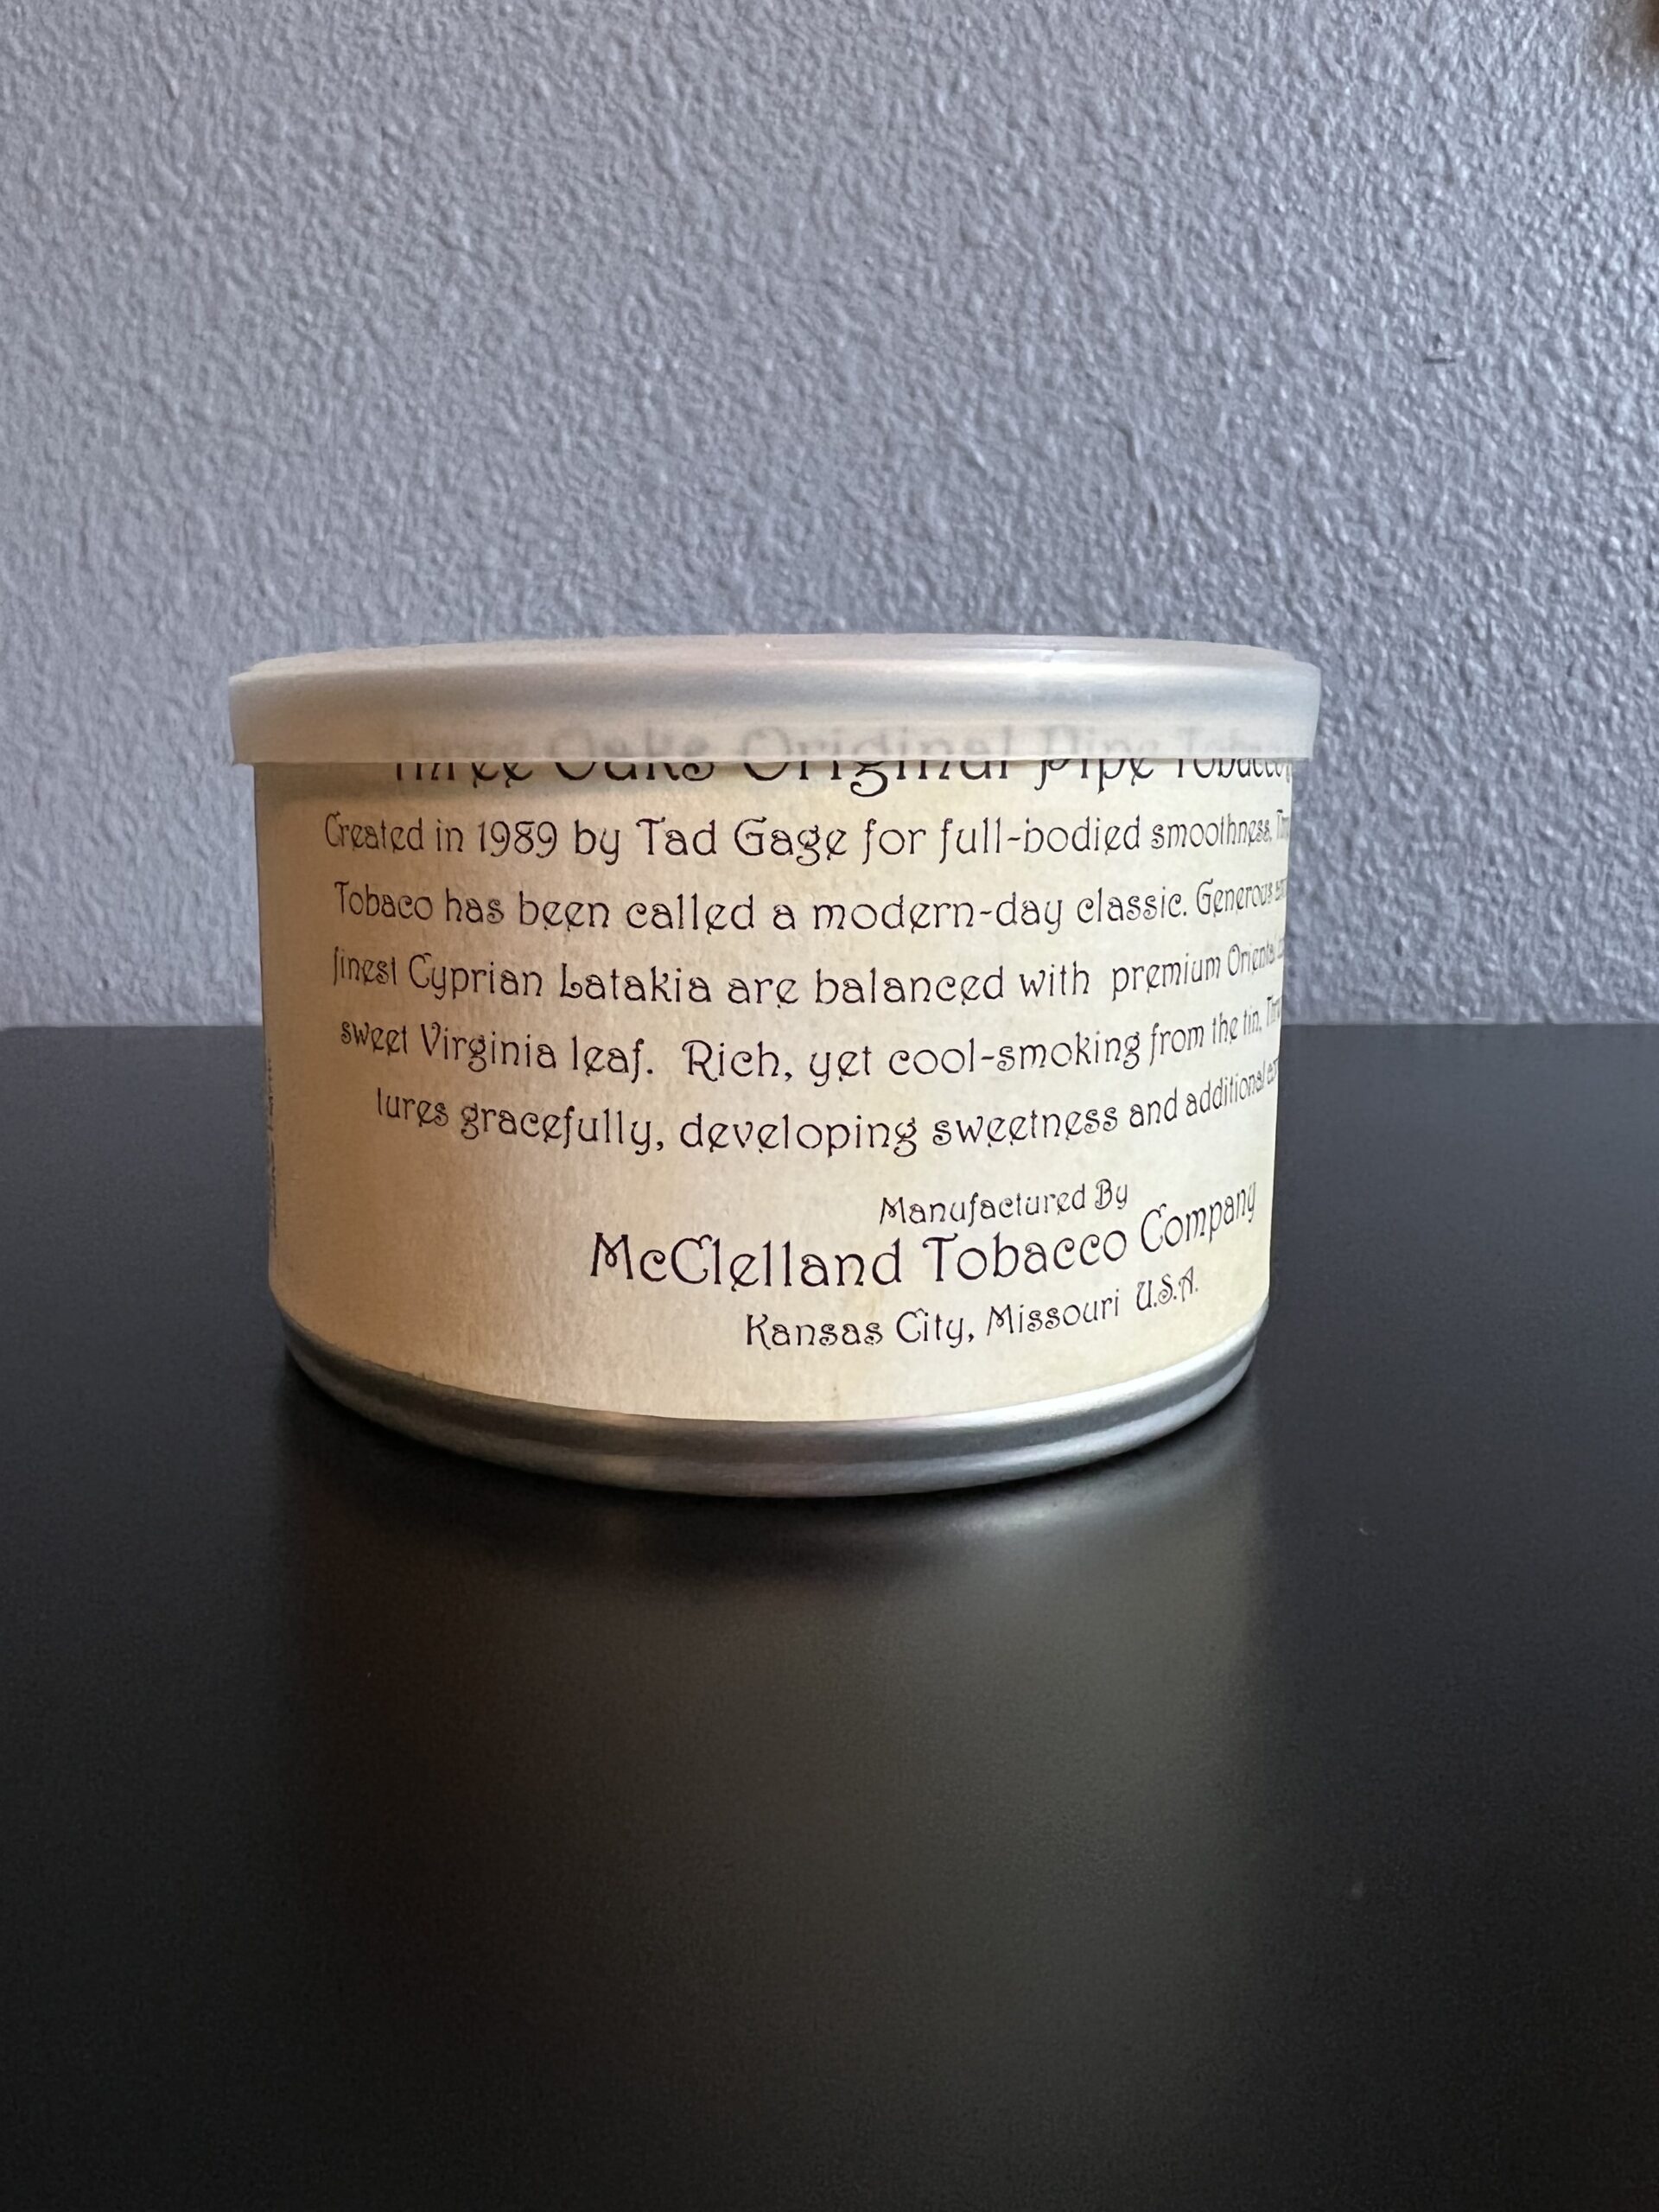 Three Oaks Original Pipe Tobacco
Created in 1989 by Tad Gage for full-bodied smoothness,
Tobaco has been called a modern-day classic. Generous
finest Cyprian Latakia are balanced with premium Oriental
sweet Virginia leaf. Rich, yet cool-smoking from the tin,
tures gracefully, developing sweetness and additional
Manufactured By
McClelland Tobacco Company
Kansas City, Missouri U.S.A.